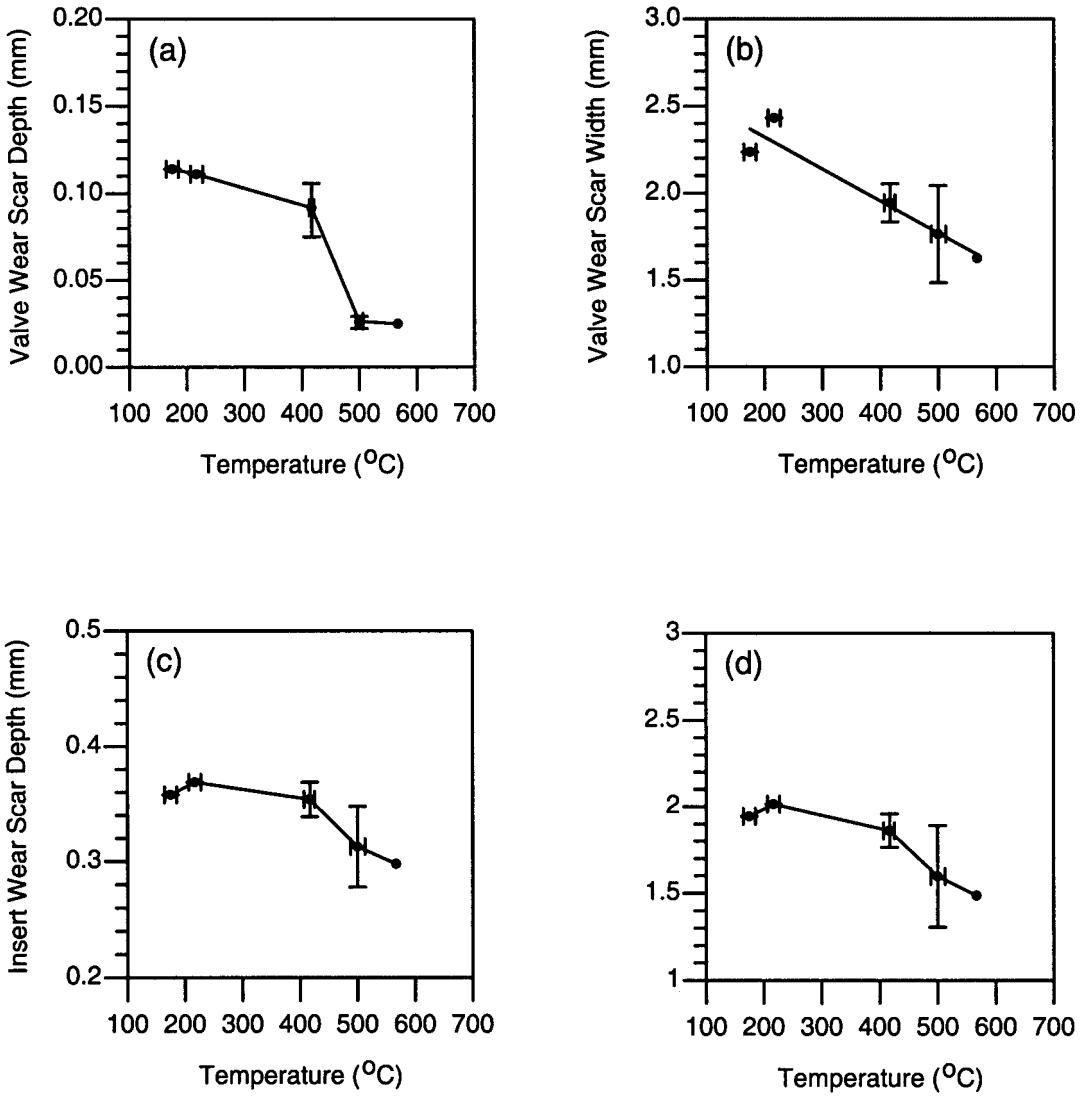 (a)
Valve Wear Scar Depth (mm)
0.20
0.15
0.10
0.05
0.00
100 200 300 400 500 600 700
Temperature (°C)
(b)
Valve Wear Scar Width (mm)
3.0
2.5
2.0
1.5
1.0
100 200 300 400 500 600 700
Temperature (°C)
(c)
Insert Wear Scar Depth (mm)
0.5
0.4
0.3
0.2
100 200 300 400 500 600 700
Temperature (°C)
(d)
3
2.5
2
1.5
1
100 200 300 400 500 600 700
Temperature (°C)